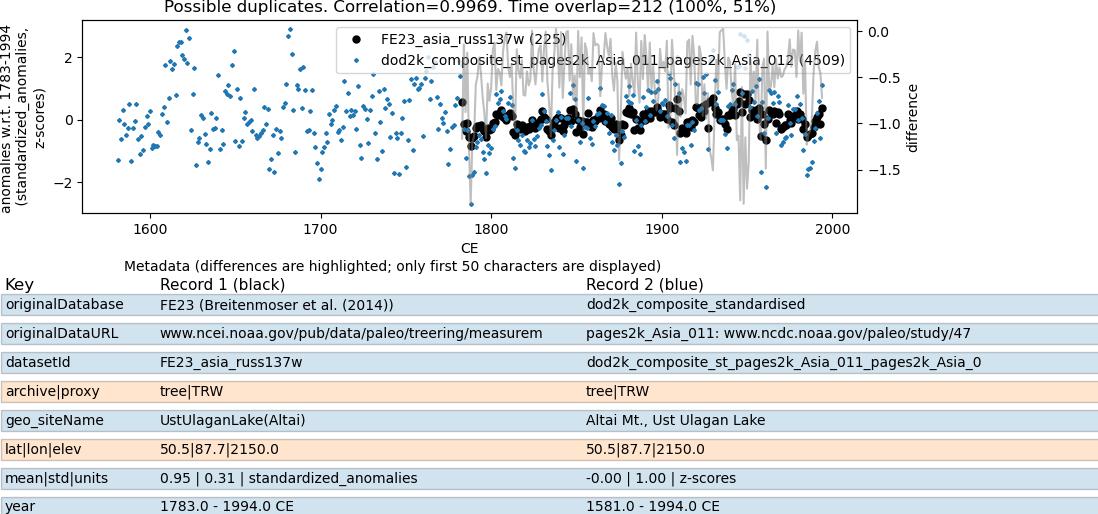 Possible duplicates. Correlation=0.9969. Time overlap=212 (100%, 51%)
anomalies w.r.t. 1783-1994
(standardized_anomalies,
z-scores)
2
0
−2
FE23_asia_russ137w (225)
dod2k_composite_st_pages2k_Asia_011_pages2k_Asia_012 (4509)
0.0
−0.5
−1.0
−1.5
difference
1600 1700 1800 1900 2000
CE
Metadata (differences are highlighted; only first 50 characters are displayed)
Key Record 1 (black) Record 2 (blue)
originalDatabase FE23 (Breitenmoser et al. (2014)) dod2k_composite_standardised
originalDataURL www.ncei.noaa.gov/pub/data/paleo/treering/measurem pages2k_Asia_011: www.ncdc.noaa.gov/paleo/study/47
datasetId FE23_asia_russ137w dod2k_composite_st_pages2k_Asia_011_pages2k_Asia_0
archive|proxy tree|TRW tree|TRW
geo_siteName UstUlaganLake(Altai) Altai Mt., Ust Ulagan Lake
lat|lon|elev 50.5|87.7|2150.0 50.5|87.7|2150.0
mean|std|units 0.95 | 0.31 | standardized_anomalies -0.00 | 1.00 | z-scores
year 1783.0 - 1994.0 CE 1581.0 - 1994.0 CE